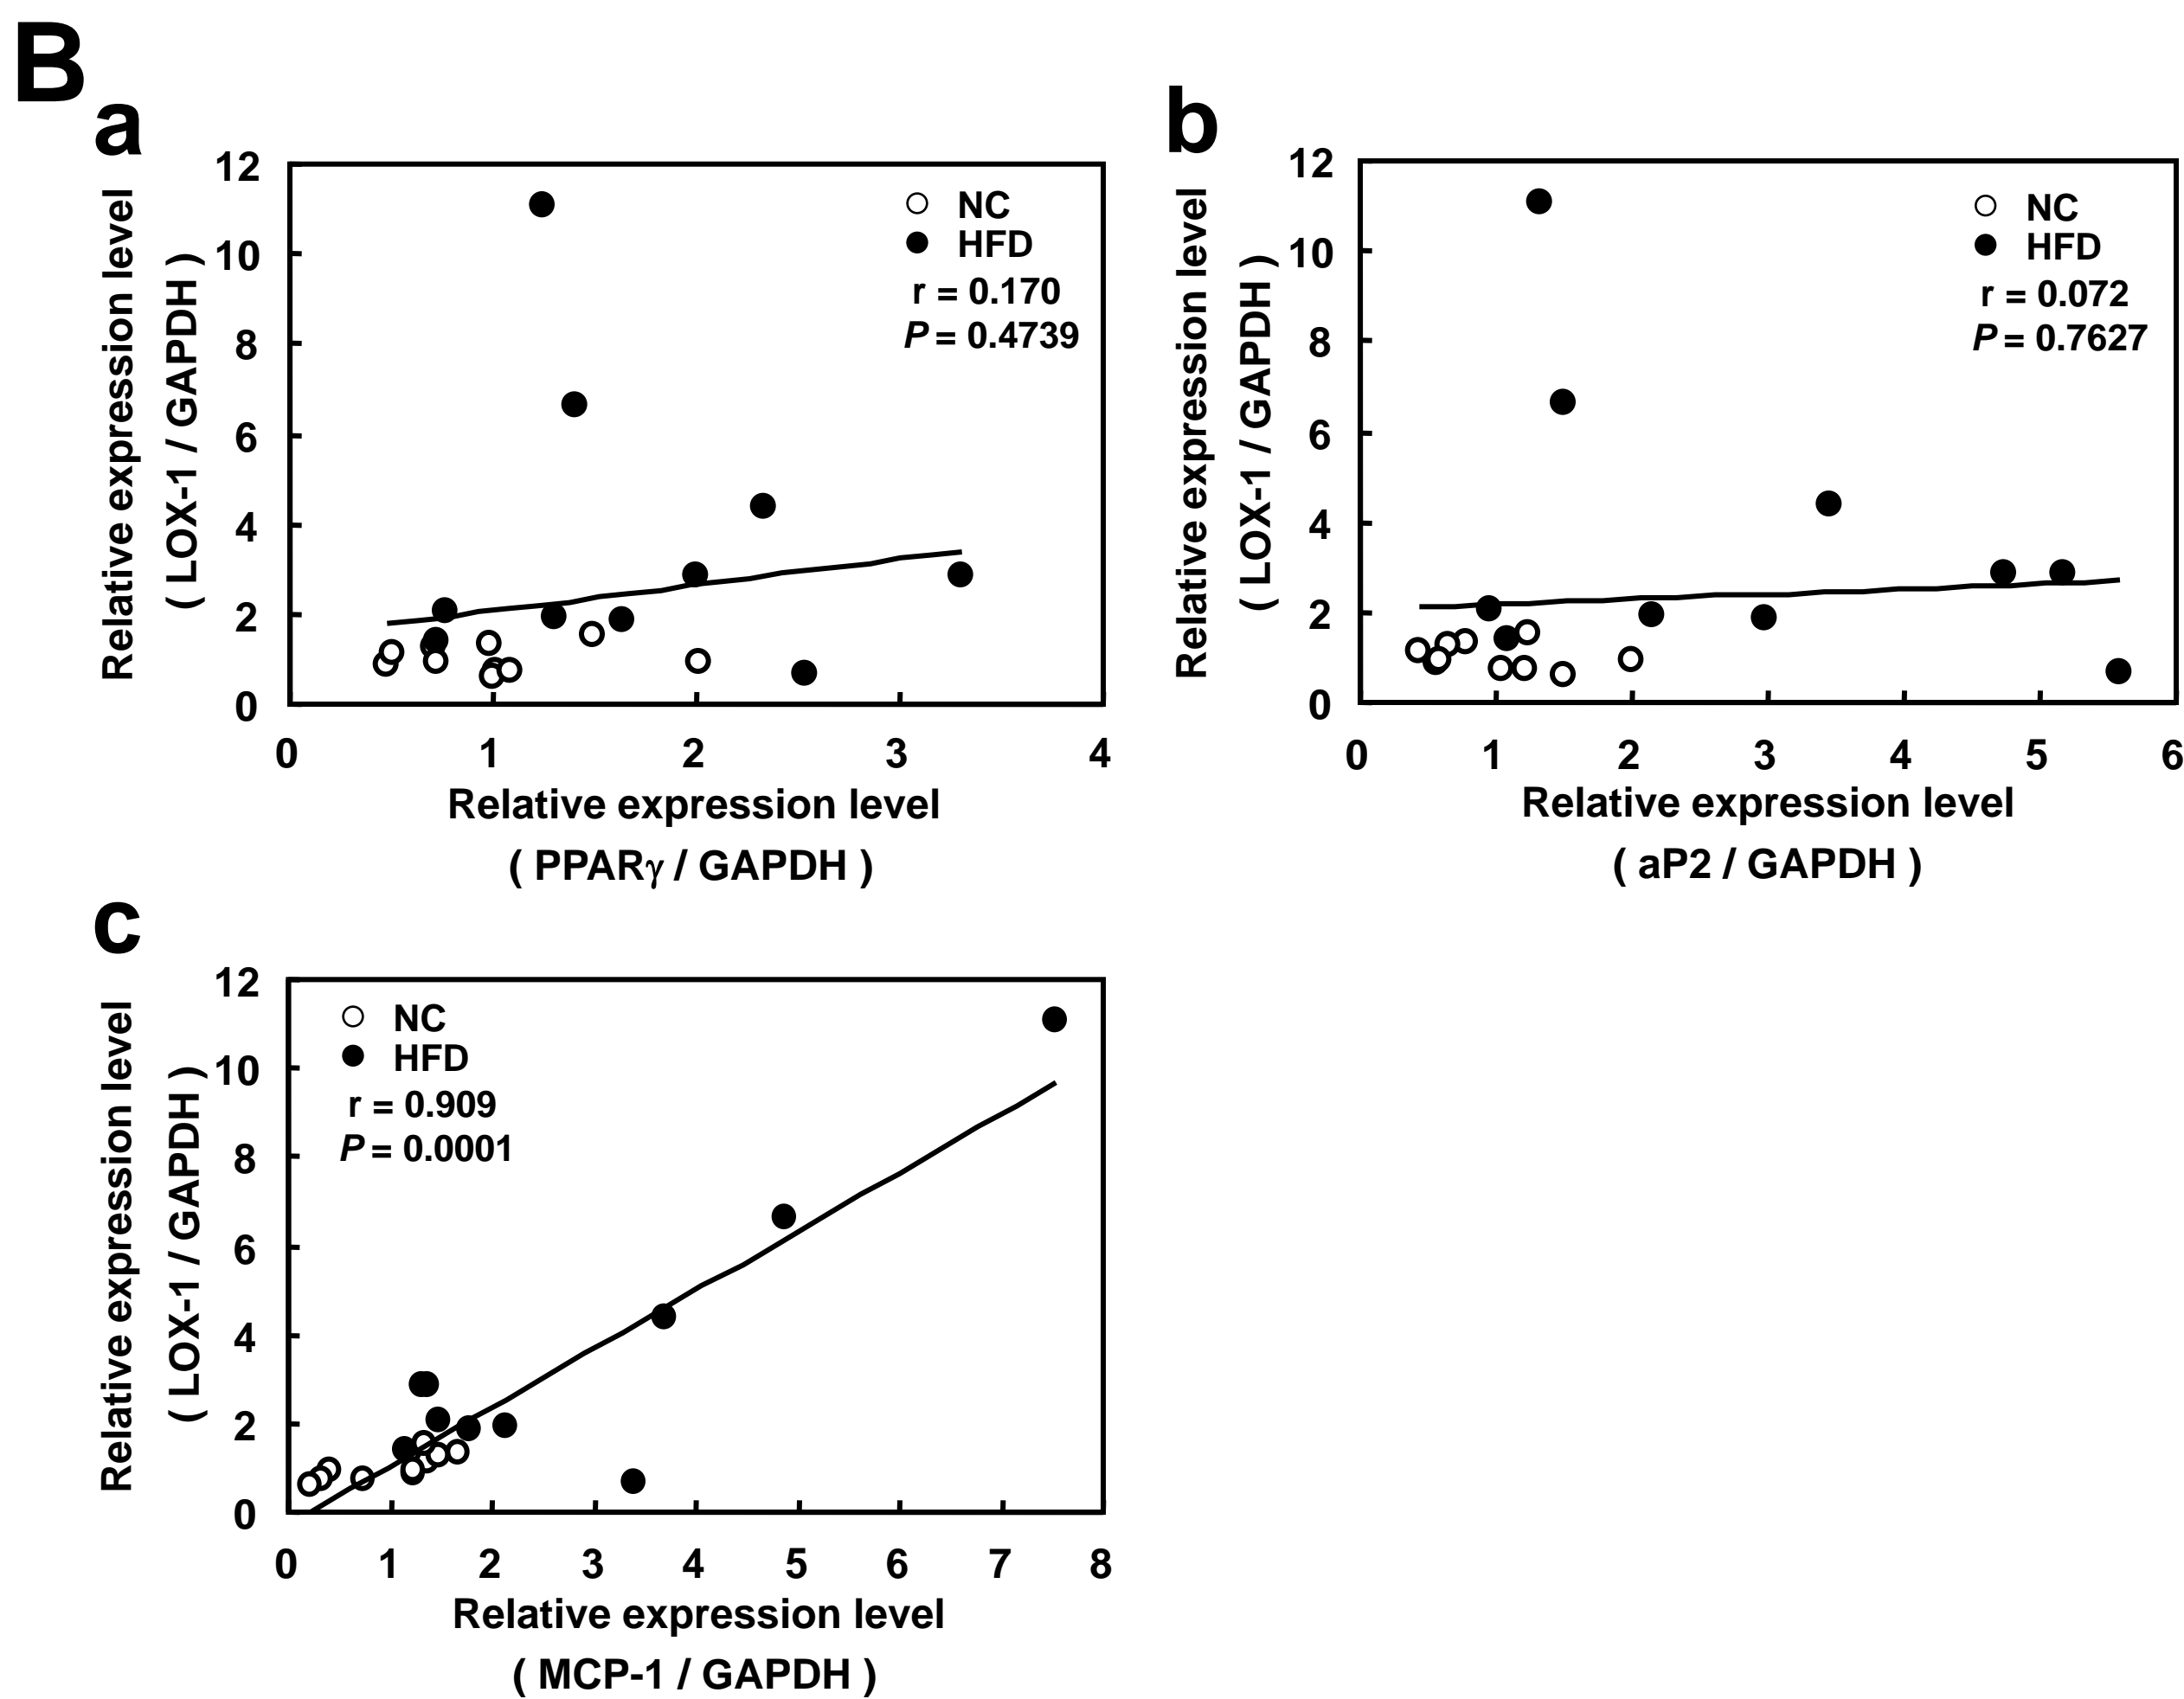 B
a
12
10
8
6
4
2
0
Relative expression level
( LOX-1 / GAPDH )
NC
HFD
r = 0.170
P = 0.4739
0 1 2 3 4
Relative expression level
( PPARγ / GAPDH )
b
12
10
8
6
4
2
0
Relative expression level
( LOX-1 / GAPDH )
NC
HFD
r = 0.072
P = 0.7627
0 1 2 3 4 5 6
Relative expression level
( aP2 / GAPDH )
c
12
10
8
6
4
2
0
Relative expression level
( LOX-1 / GAPDH )
NC
HFD
r = 0.909
P = 0.0001
0 1 2 3 4 5 6 7 8
Relative expression level
( MCP-1 / GAPDH )